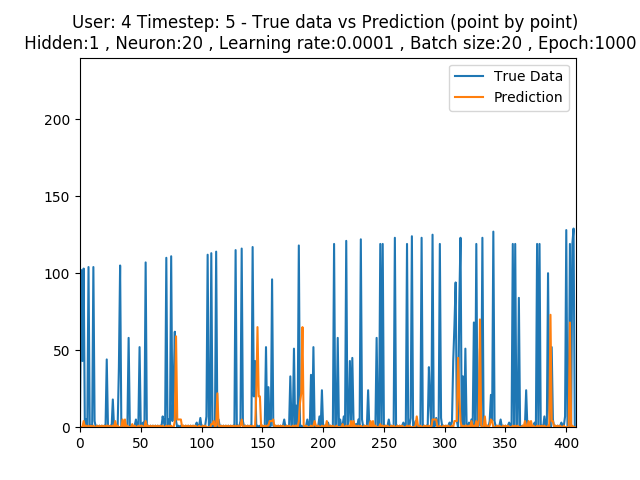 User: 4 Timestep: 5 - True data vs Prediction (point by point)
Hidden:1 , Neuron:20 , Learning rate:0.0001 , Batch size:20 , Epoch:1000
True Data
Prediction
200
150
100
50
0
0 50 100 150 200 250 300 350 400